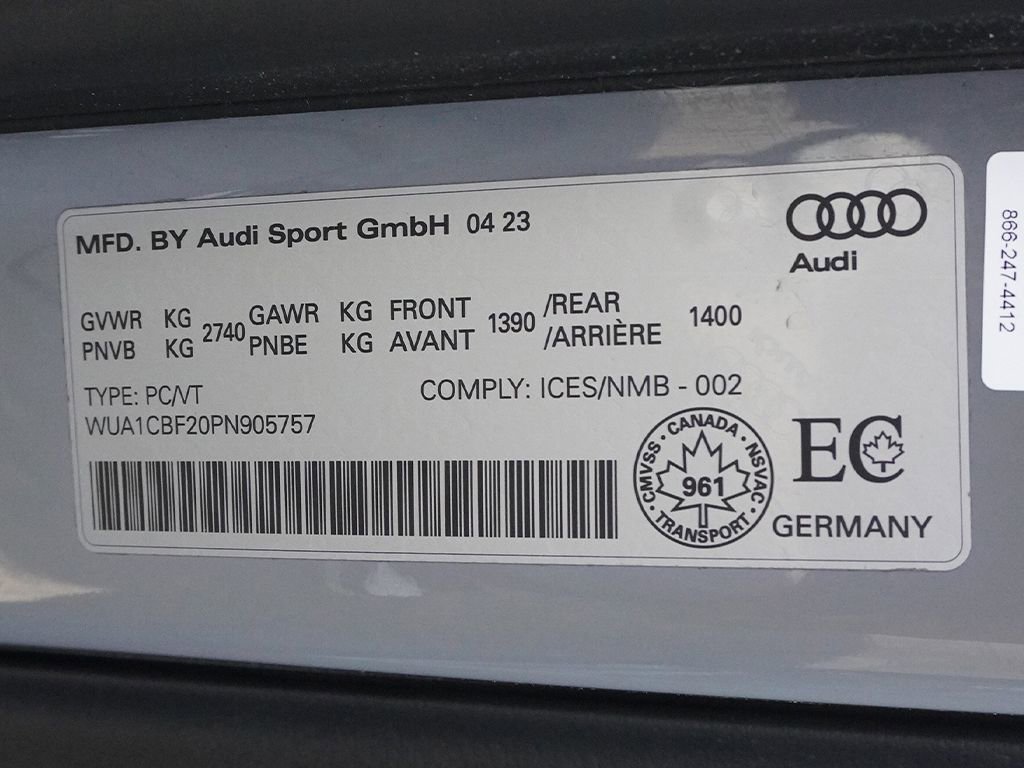 MFD. BY Audi Sport GmbH 04 23
Audi
GVWR KG 2740 GAWR KG FRONT 1390 /REAR 1400
PNVB KG PNBE KG AVANT /ARRIÈRE
TYPE: PC/VT
COMPLY: ICES/NMB - 002
WUA1CBF20PN905757
CMVSS · CANADA · NSVAC · TRANSPORT ·
961
EC
GERMANY
866-247-4412